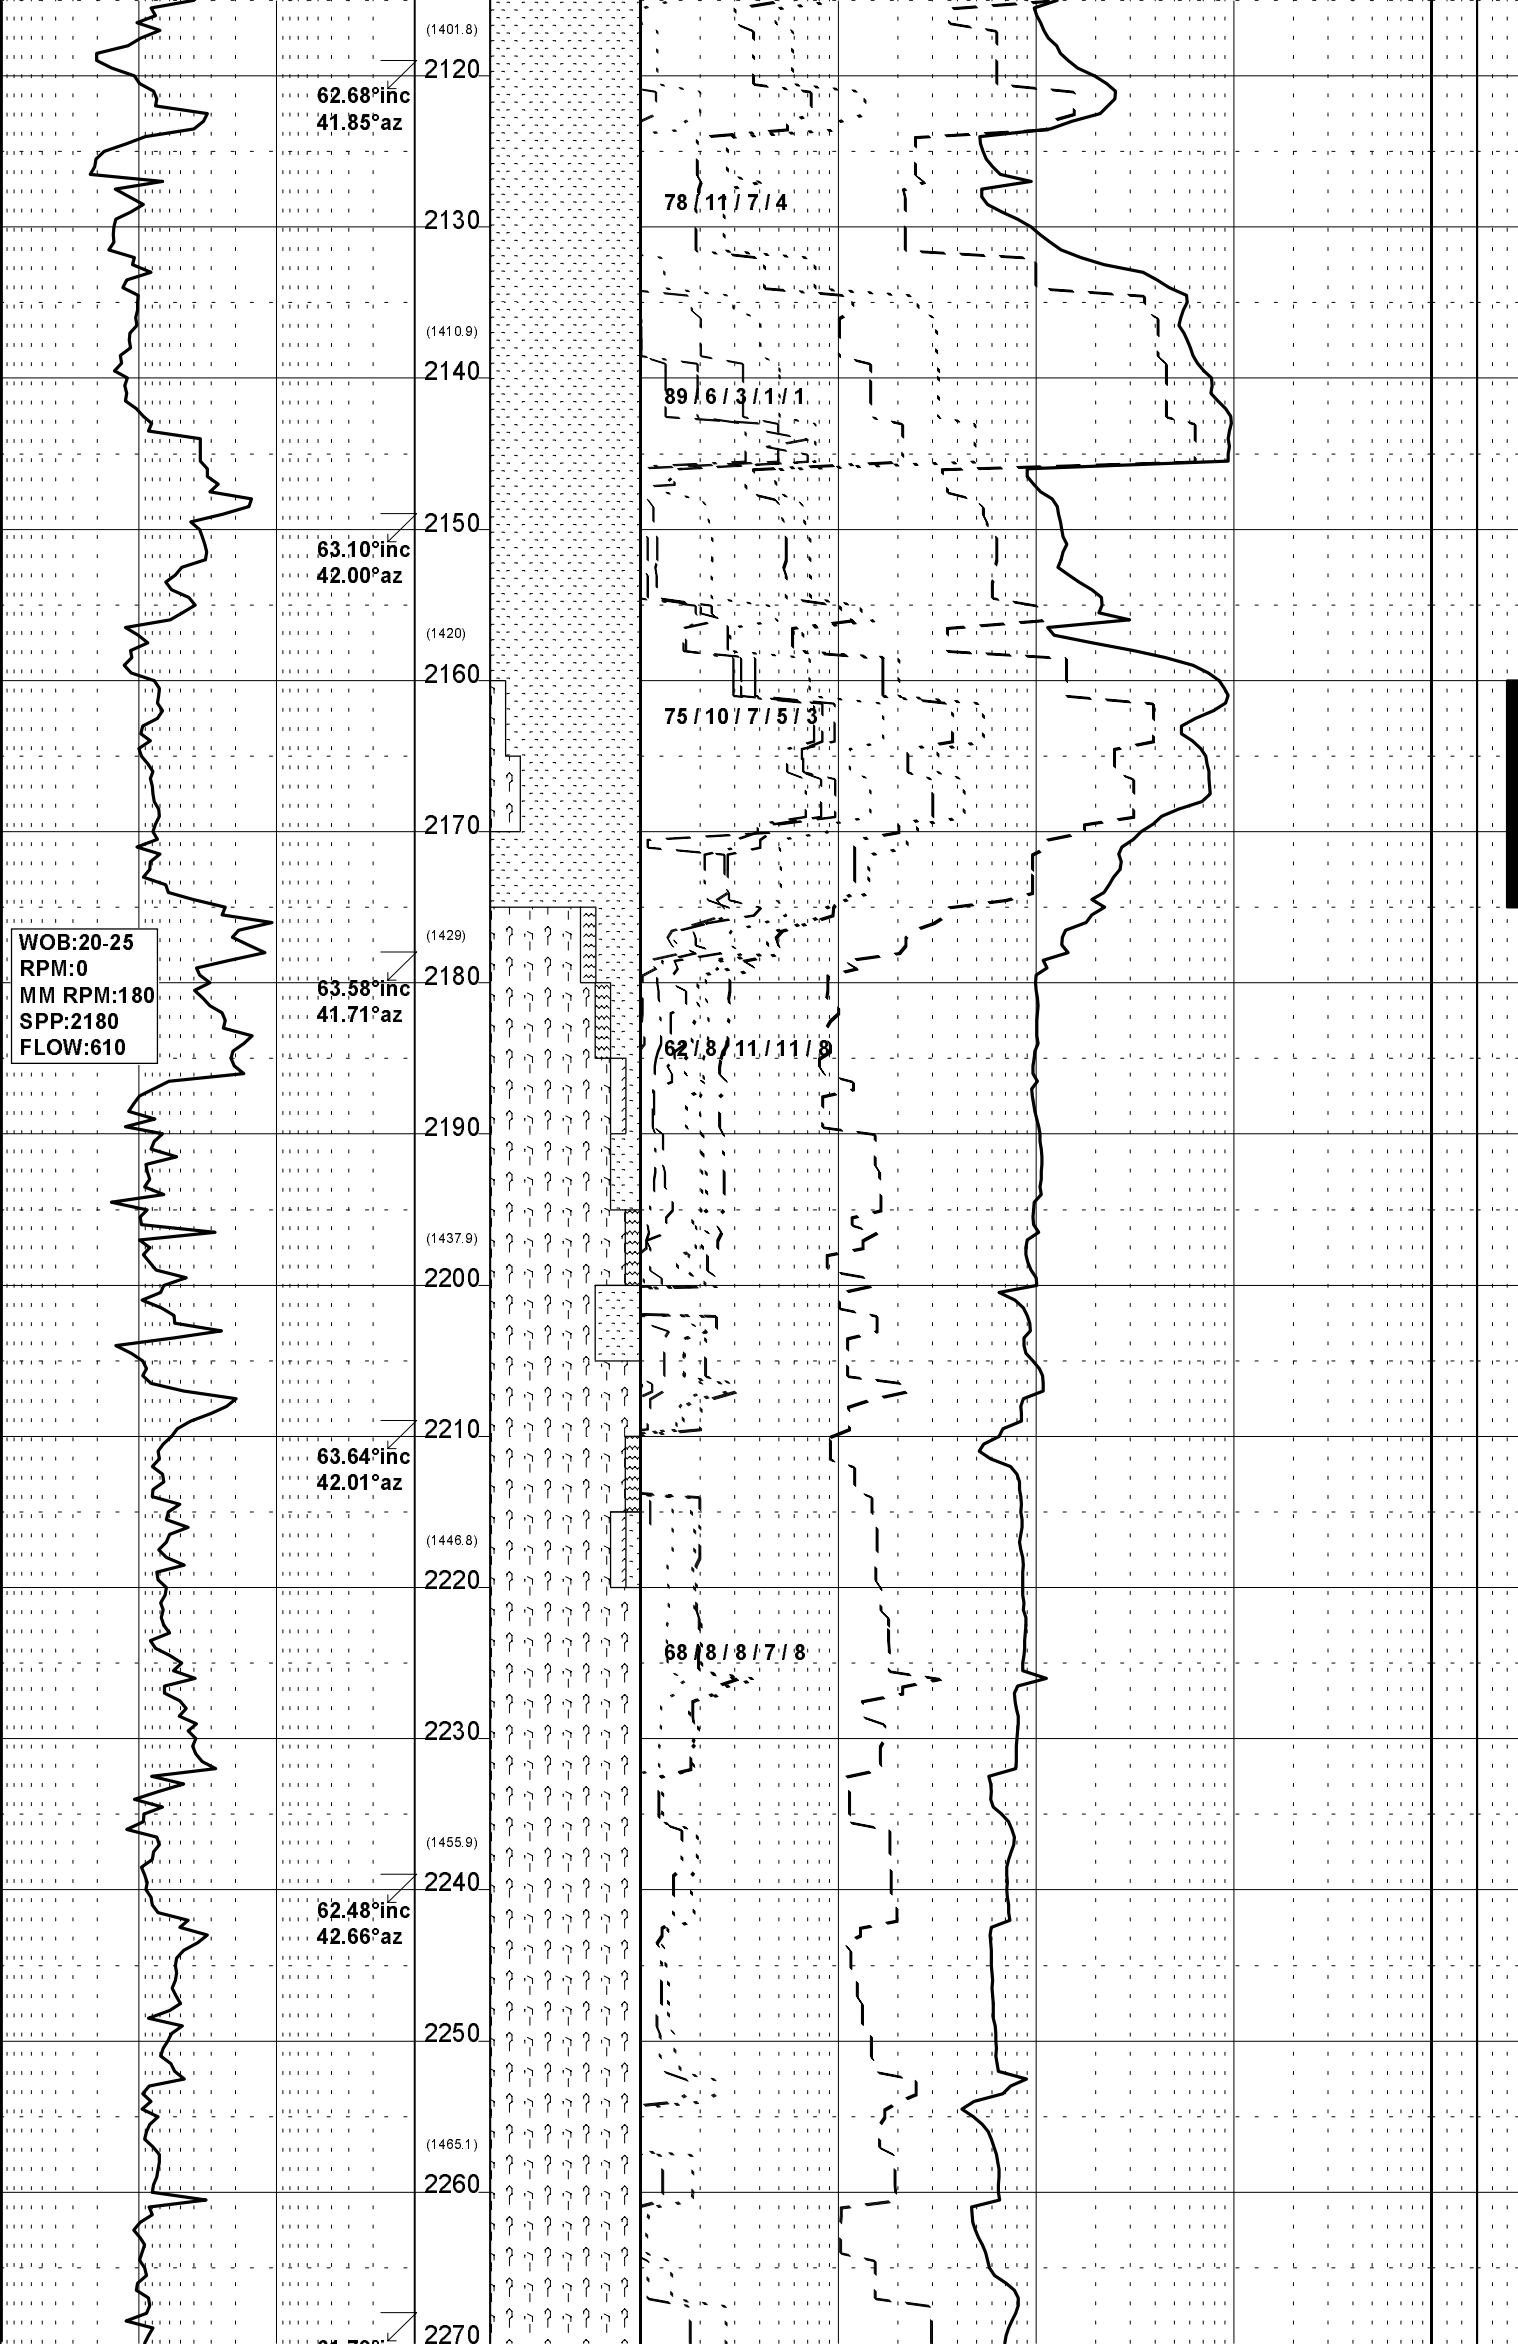 (1401.8)
2120
62.68°inc
41.85°az
78 / 11 / 7 / 4
2130
(1410.9)
2140
89 / 6 / 3 / 1 / 1
2150
63.10°inc
42.00°az
(1420)
2160
75 / 10 / 7 / 5 / 3
2170
(1429)
WOB:20-25
RPM:0
MM RPM:180
SPP:2180
FLOW:610
2180
63.58°inc
41.71°az
62 / 8 / 11 / 11 / 8
2190
(1437.9)
2200
2210
63.64°inc
42.01°az
(1446.8)
2220
68 / 8 / 8 / 7 / 8
2230
(1455.9)
2240
62.48°inc
42.66°az
2250
(1465.1)
2260
2270